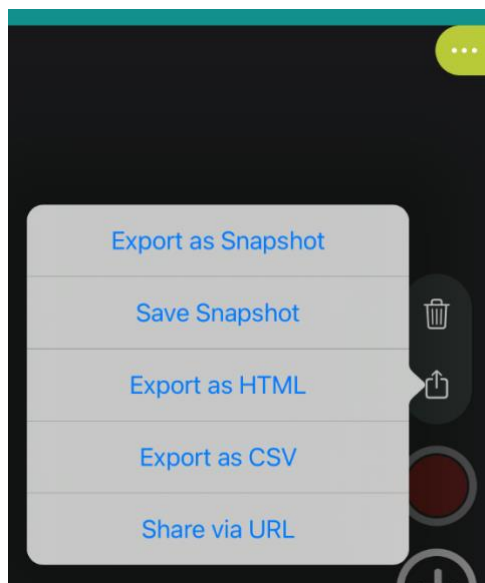 Export as Snapshot
Save Snapshot
Export as HTML
Export as CSV
Share via URL